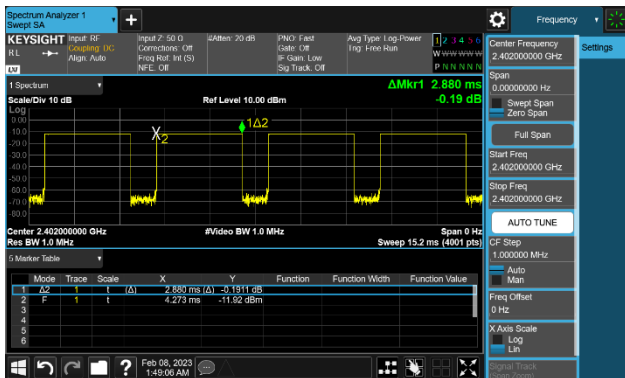 Spectrum Analyzer 1
Swept SA
Frequency
KEYSIGHT
Input: RF
Input Z: 50 Ω
#Atten: 20 dB
PNO: Fast
Avg Type: Log-Power
1 2 3 4 5 6
RL
Coupling: DC
Corrections: Off
Gate: Off
Trig: Free Run
Align: Auto
Freq Ref: Int (S)
IF Gain: Low
W W W W W W
NFE: Off
Sig Track: Off
P N N N N N
LXI
1 Spectrum
ΔMkr1 2.880 ms
Scale/Div 10 dB
Ref Level 10.00 dBm
-0.19 dB
Log
0.00
1Δ2
-10.0
X2
-20.0
-30.0
-40.0
-50.0
-60.0
-70.0
-80.0
Center 2.402000000 GHz
#Video BW 1.0 MHz
Span 0 Hz
Res BW 1.0 MHz
Sweep 15.2 ms (4001 pts)
5 Marker Table
Mode Trace Scale X Y Function Function Width Function Value
1 Δ2 1 t (Δ) 2.880 ms (Δ) -0.1911 dB
2 F 1 t 4.273 ms -11.92 dBm
3
4
5
6
Feb 08, 2023
1:49:06 AM
Center Frequency
2.402000000 GHz
Settings
Span
0.00000000 Hz
Swept Span
Zero Span
Full Span
Start Freq
2.402000000 GHz
Stop Freq
2.402000000 GHz
AUTO TUNE
CF Step
1.000000 MHz
Auto
Man
Freq Offset
0 Hz
X Axis Scale
Log
Lin
Signal Track
(Span Zoom)